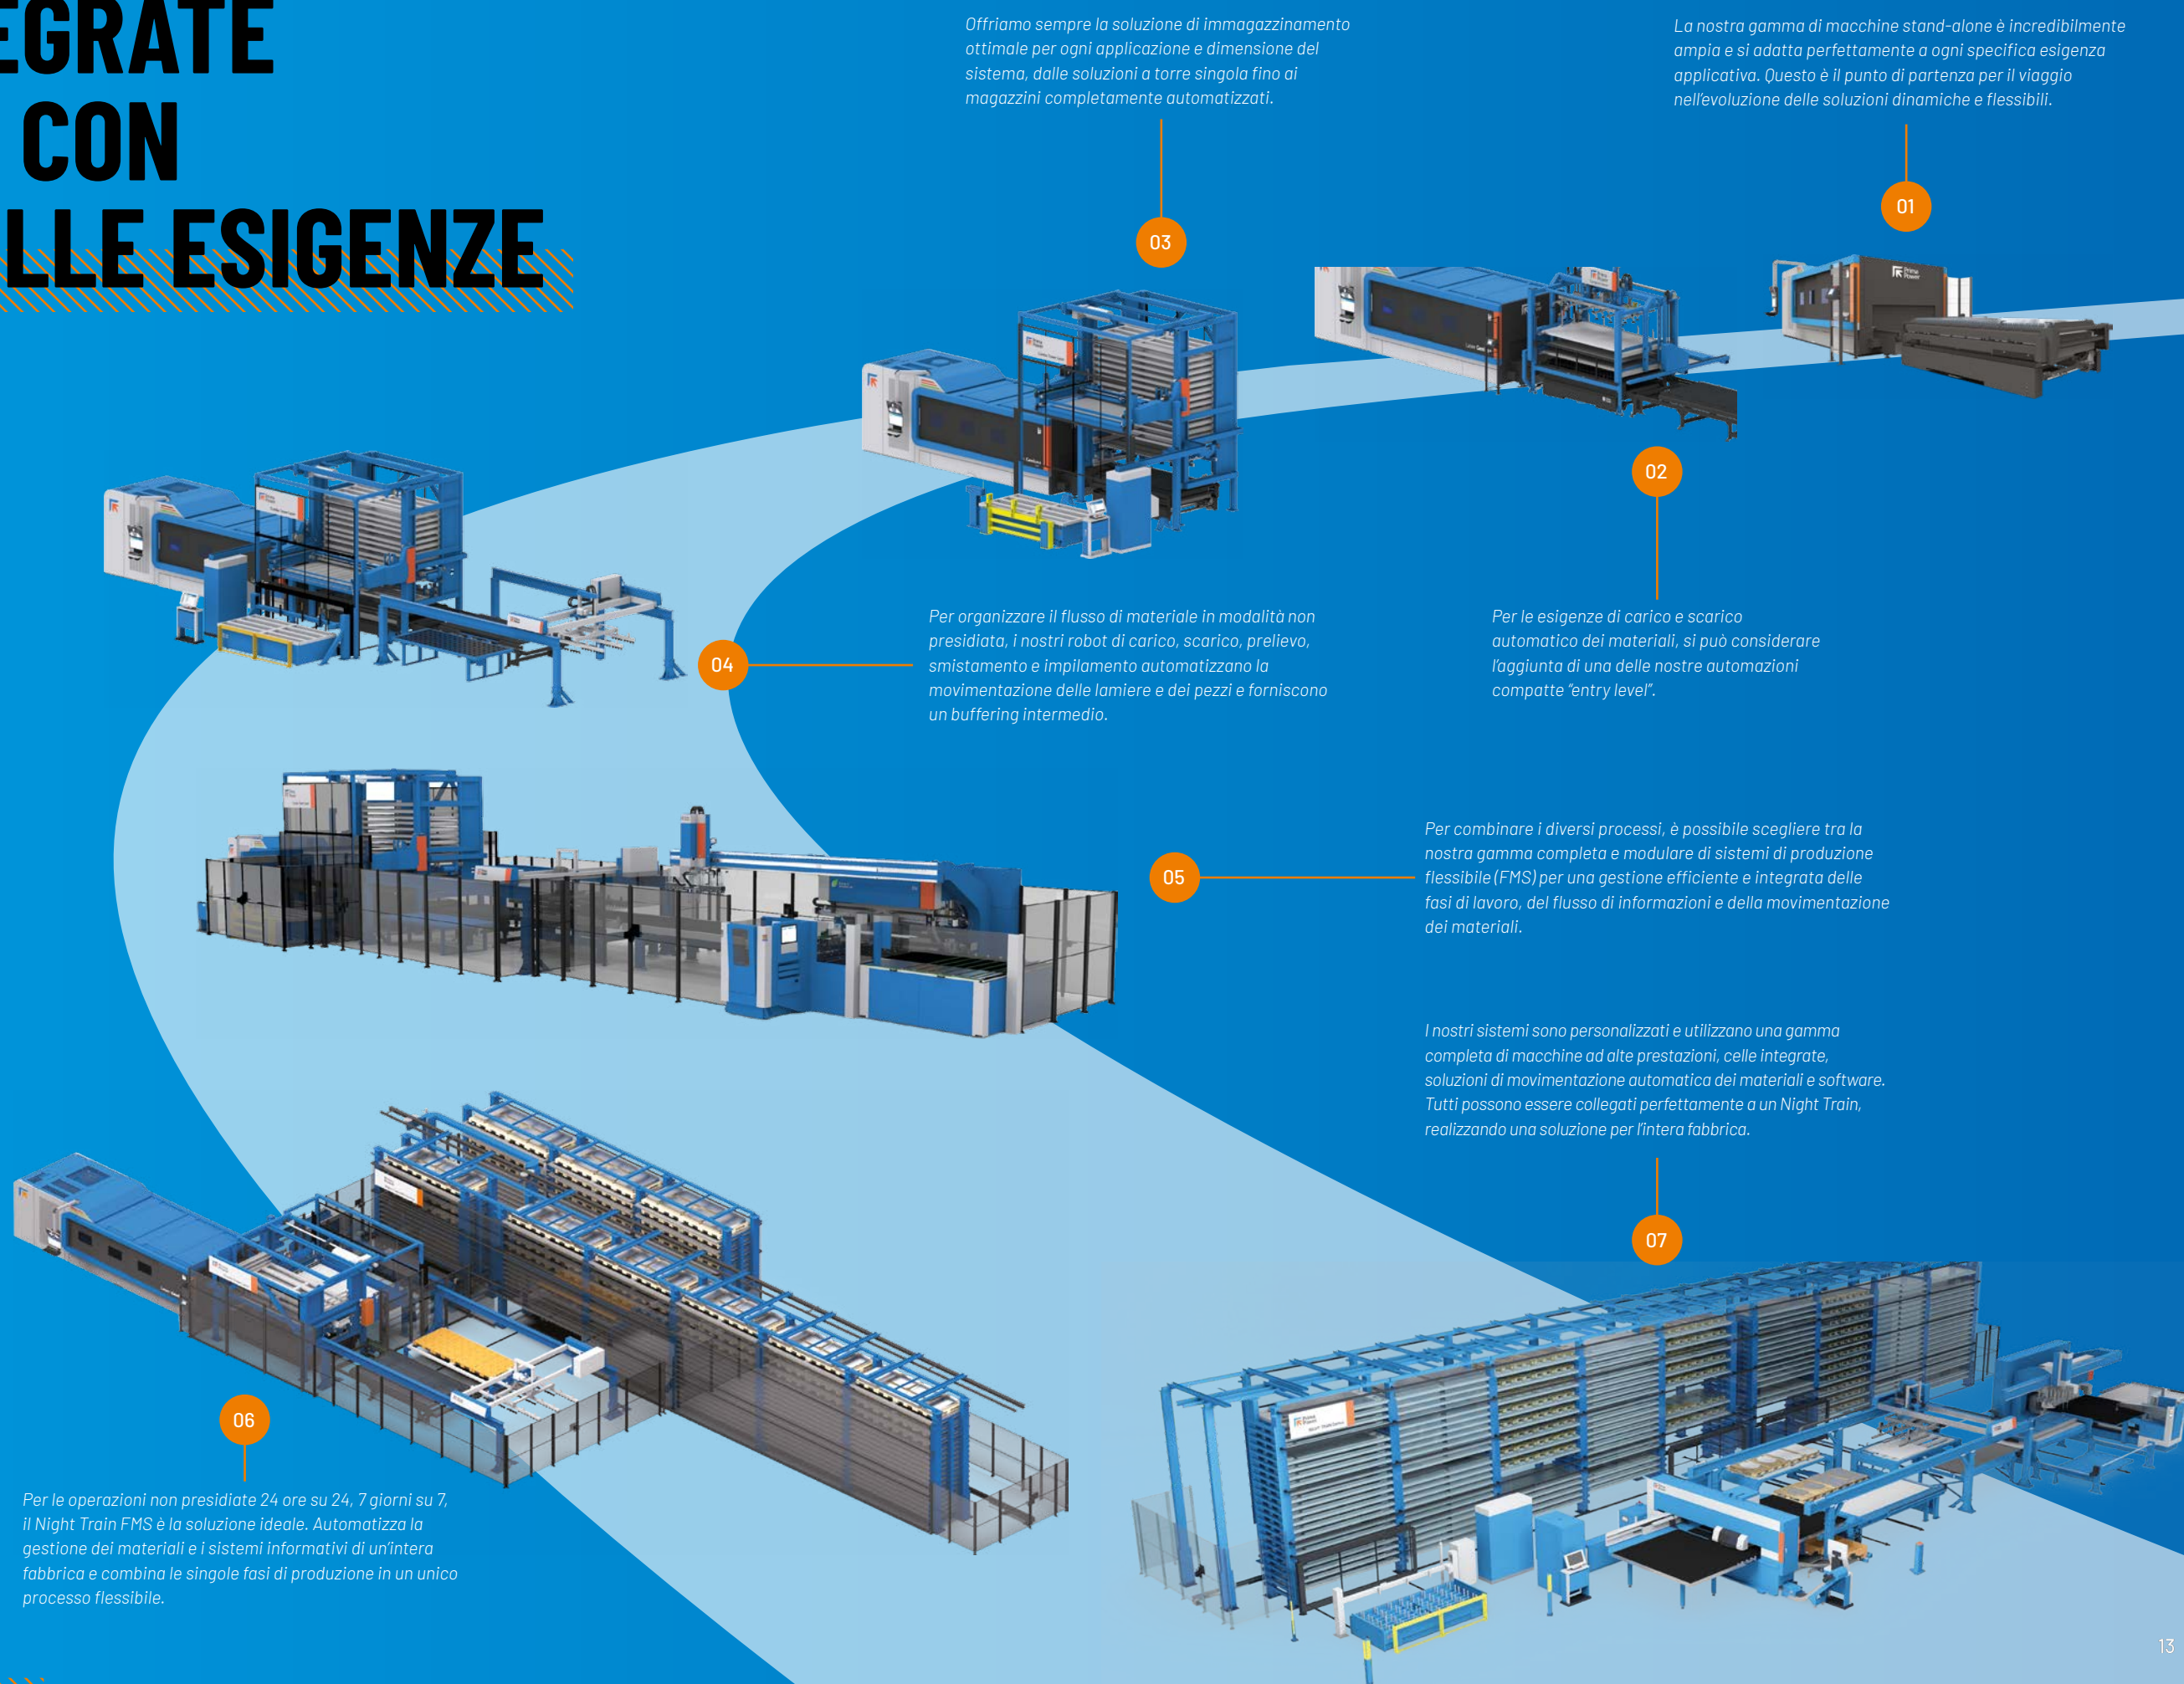 EGRATE
CON
LLE ESIGENZE
Offriamo sempre la soluzione di immagazzinamento
ottimale per ogni applicazione e dimensione del
sistema, dalle soluzioni a torre singola fino ai
magazzini completamente automatizzati.
03
La nostra gamma di macchine stand-alone è incredibilmente
ampia e si adatta perfettamente a ogni specifica esigenza
applicativa. Questo è il punto di partenza per il viaggio
nell’evoluzione delle soluzioni dinamiche e flessibili.
01
Prima
Power
02
Per le esigenze di carico e scarico
automatico dei materiali, si può considerare
l’aggiunta di una delle nostre automazioni
compatte “entry level”.
04
Per organizzare il flusso di materiale in modalità non
presidiata, i nostri robot di carico, scarico, prelievo,
smistamento e impilamento automatizzano la
movimentazione delle lamiere e dei pezzi e forniscono
un buffering intermedio.
05
Per combinare i diversi processi, è possibile scegliere tra la
nostra gamma completa e modulare di sistemi di produzione
flessibile (FMS) per una gestione efficiente e integrata delle
fasi di lavoro, del flusso di informazioni e della movimentazione
dei materiali.
I nostri sistemi sono personalizzati e utilizzano una gamma
completa di macchine ad alte prestazioni, celle integrate,
soluzioni di movimentazione automatica dei materiali e software.
Tutti possono essere collegati perfettamente a un Night Train,
realizzando una soluzione per l’intera fabbrica.
07
06
Per le operazioni non presidiate 24 ore su 24, 7 giorni su 7,
il Night Train FMS è la soluzione ideale. Automatizza la
gestione dei materiali e i sistemi informativi di un’intera
fabbrica e combina le singole fasi di produzione in un unico
processo flessibile.
13